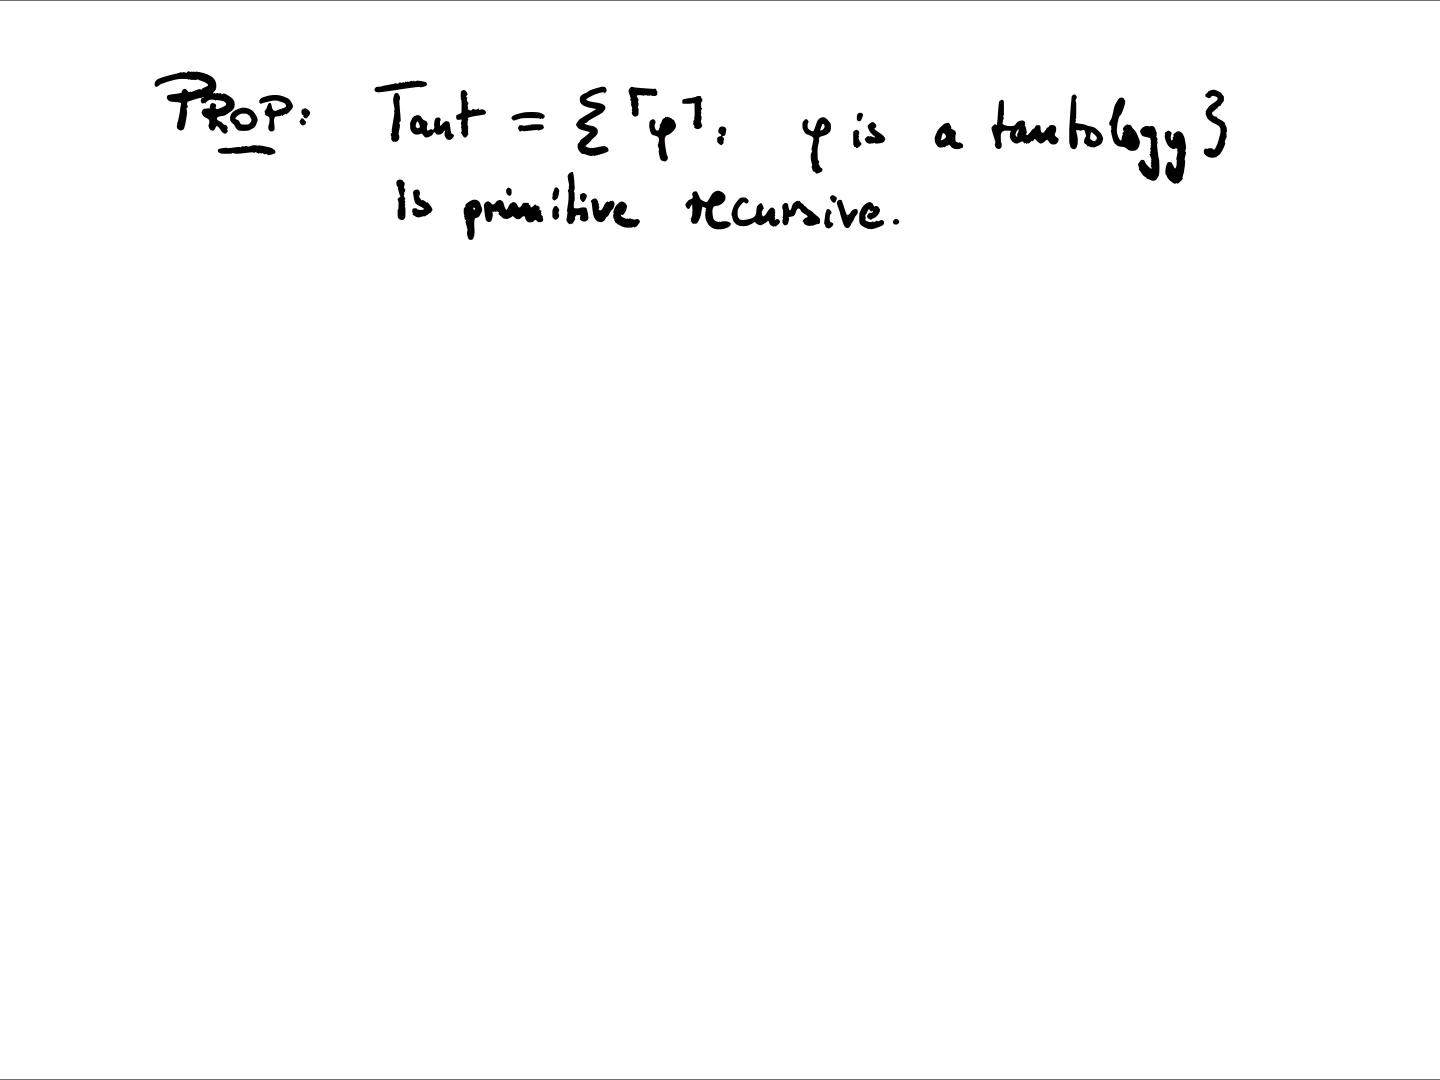 PROP: Taut = {⌜φ⌝: φ is a tautology}
is primitive recursive.